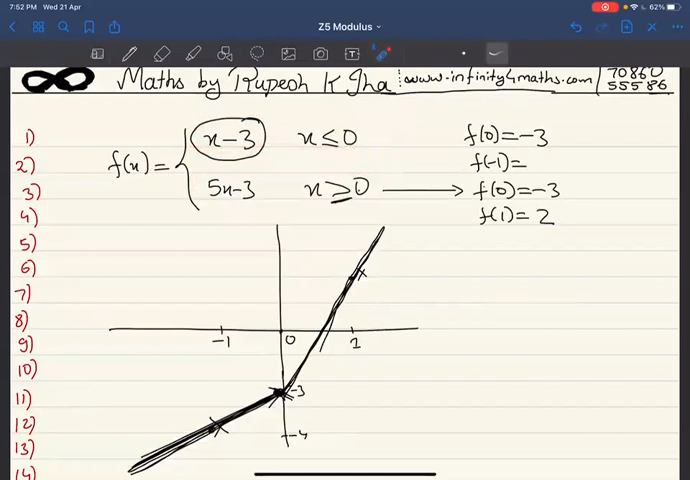 7:52 PM Wed 21 Apr
62%
Z5 Modulus
∞ Maths by Rupesh K Jha www.infinity4maths.com 70860
55586
1)
2)
3)
4)
5)
6)
7)
8)
9)
10)
11)
12)
13)
14)
f(x) = { x-3 x ≤ 0
5x-3 x ≥ 0
f(0) = -3
f(-1) =
f(0) = -3
f(1) = 2
-1 0 1
-3
-4